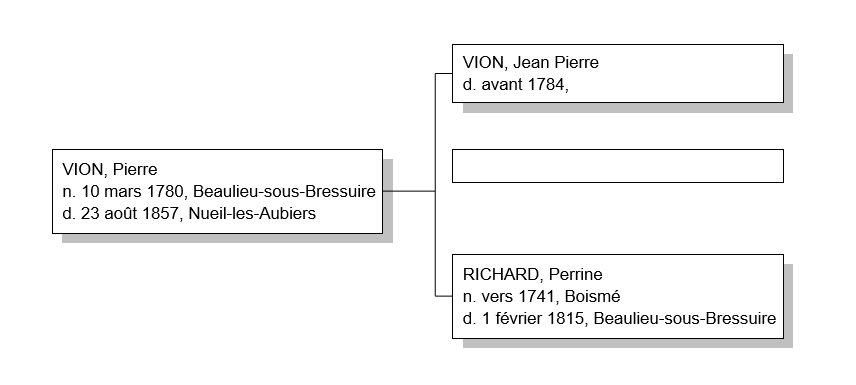 VION, Jean Pierre
d. avant 1784,
VION, Pierre
n. 10 mars 1780, Beaulieu-sous-Bressuire
d. 23 août 1857, Nueil-les-Aubiers
RICHARD, Perrine
n. vers 1741, Boismé
d. 1 février 1815, Beaulieu-sous-Bressuire